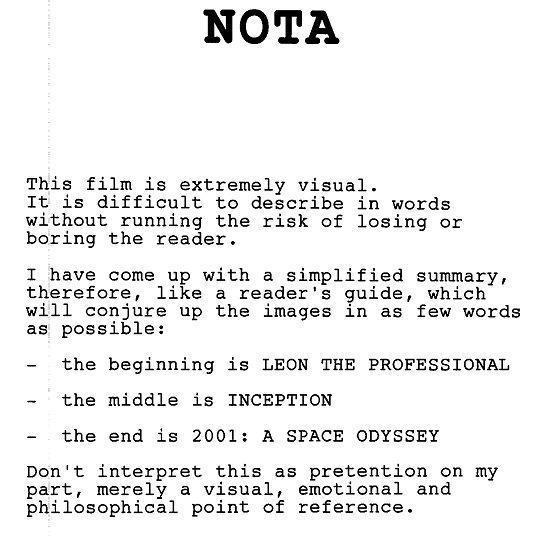 NOTA
This film is extremely visual.
It is difficult to describe in words
without running the risk of losing or
boring the reader.
I have come up with a simplified summary,
therefore, like a reader's guide, which
will conjure up the images in as few words
as possible:
- the beginning is LEON THE PROFESSIONAL
- the middle is INCEPTION
- the end is 2001: A SPACE ODYSSEY
Don't interpret this as pretention on my
part, merely a visual, emotional and
philosophical point of reference.